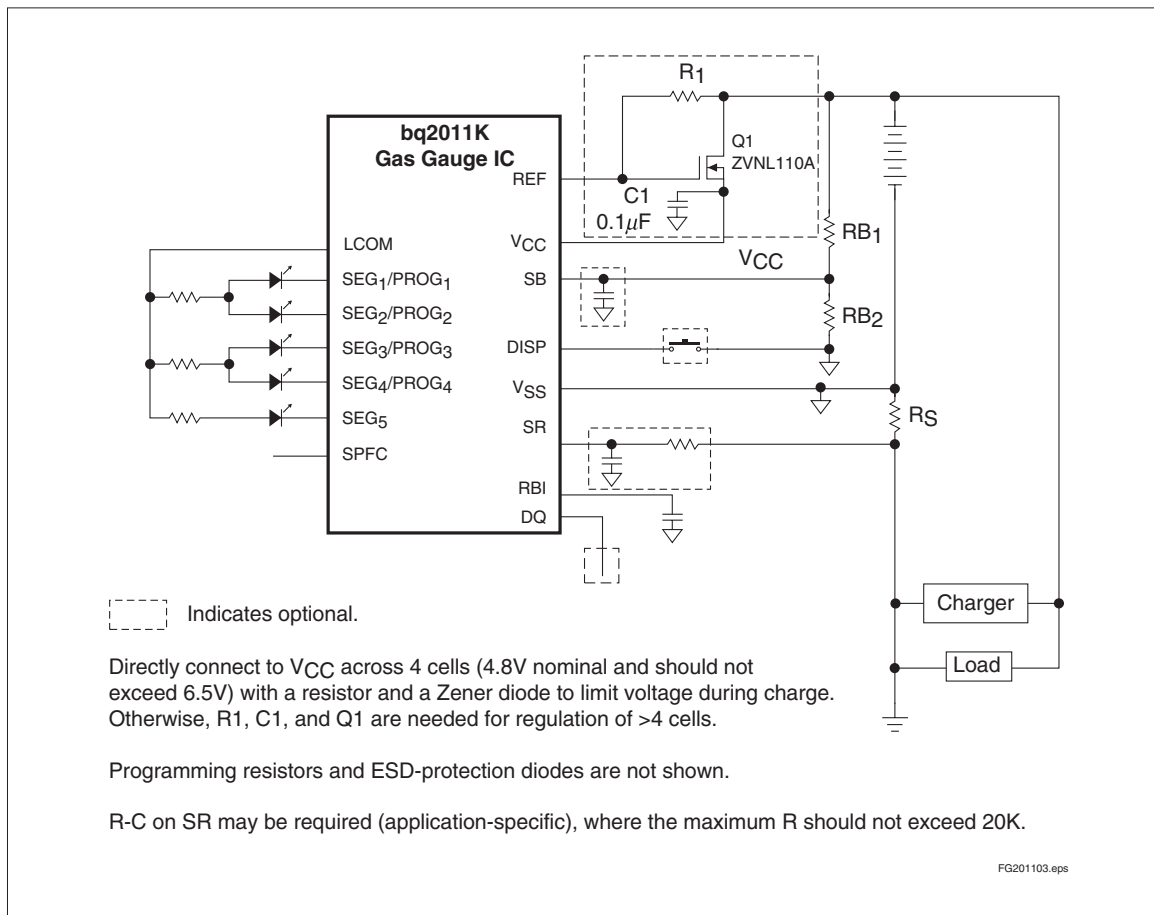 bq2011K
Gas Gauge IC
R1
Q1
ZVNL110A
REF
C1
0.1µF
VCC
LCOM
VCC
SEG1/PROG1
SB
RB1
SEG2/PROG2
RB2
SEG3/PROG3
DISP
SEG4/PROG4
VSS
SEG5
SR
RS
SPFC
RBI
DQ
Charger
Load
Indicates optional.
Directly connect to VCC across 4 cells (4.8V nominal and should not
exceed 6.5V) with a resistor and a Zener diode to limit voltage during charge.
Otherwise, R1, C1, and Q1 are needed for regulation of >4 cells.
Programming resistors and ESD-protection diodes are not shown.
R-C on SR may be required (application-specific), where the maximum R should not exceed 20K.
FG201103.eps